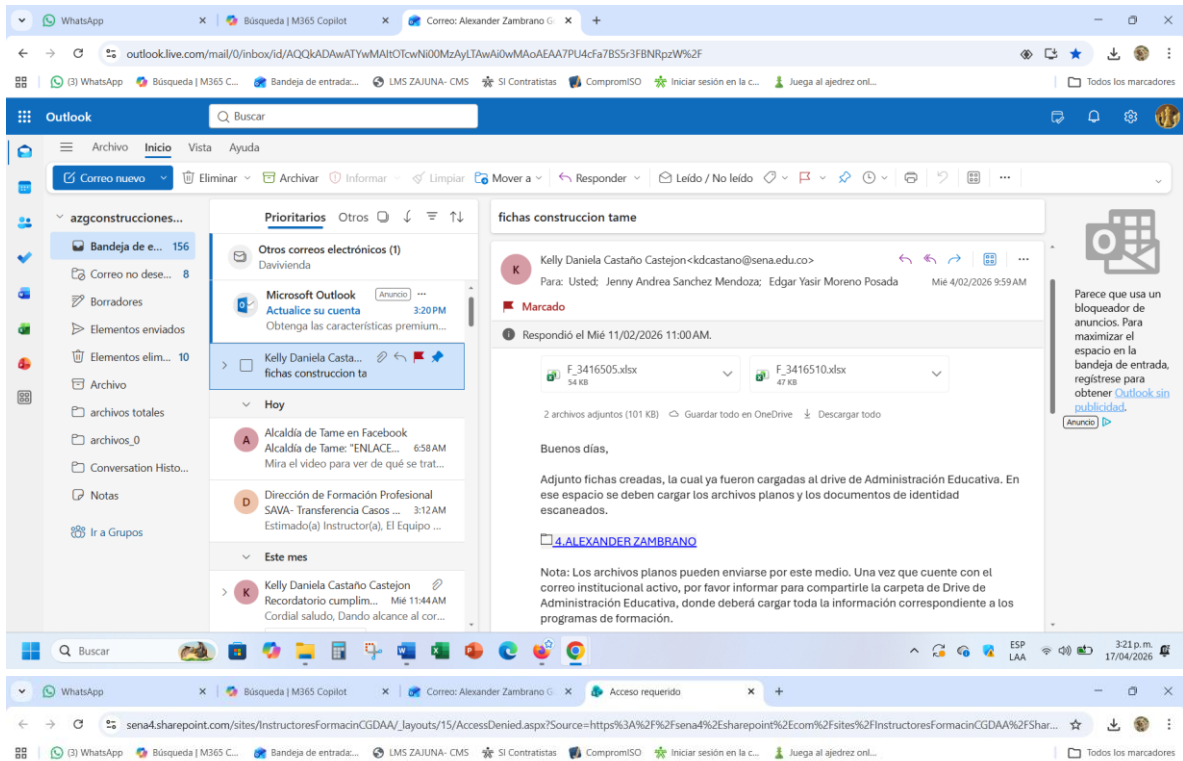 WhatsApp
Búsqueda | M365 Copilot
Correo: Alexander Zambrano G
outlook.live.com/mail/0/inbox/id/AQQkADAwATYwMAItOTcwNi00MzAyLTAwAi0wMAoAEAA7PU4cFa7BS5r3FBNRpzW%2F
(3) WhatsApp
Búsqueda | M365 C...
Bandeja de entrada:...
LMS ZAJUNA- CMS
SI Contratistas
CompromISO
Iniciar sesión en la c...
Juega al ajedrez onl...
Todos los marcadores
Outlook
Buscar
Archivo
Inicio
Vista
Ayuda
Correo nuevo
Eliminar
Archivar
Informar
Limpiar
Mover a
Responder
Leído / No leído
azgconstrucciones...
Bandeja de e... 156
Correo no dese... 8
Borradores
Elementos enviados
Elementos elim... 10
Archivo
archivos totales
archivos_0
Conversation Histo...
Notas
Ir a Grupos
Prioritarios
Otros
Otros correos electrónicos (1)
Davivienda
Microsoft Outlook
Anuncio
Actualice su cuenta 3:20 PM
Obtenga las características premium...
Kelly Daniela Casta...
fichas construccion ta
Hoy
A
Alcaldía de Tame en Facebook
Alcaldía de Tame: "ENLACE... 6:58 AM
Mira el video para ver de qué se trat...
D
Dirección de Formación Profesional
SAVA- Transferencia Casos ... 3:12 AM
Estimado(a) Instructor(a), El Equipo ...
Este mes
K
Kelly Daniela Castaño Castejon
Recordatorio cumplim... Mié 11:44 AM
Cordial saludo, Dando alcance al cor...
fichas construccion tame
K
Kelly Daniela Castaño Castejon<kdcastano@sena.edu.co>
Para: Usted; Jenny Andrea Sanchez Mendoza; Edgar Yasir Moreno Posada
Mié 4/02/2026 9:59 AM
Marcado
Respondió el Mié 11/02/2026 11:00 AM.
F_3416505.xlsx
54 KB
F_3416510.xlsx
47 KB
2 archivos adjuntos (101 KB)
Guardar todo en OneDrive
Descargar todo
Buenos días,
Adjunto fichas creadas, la cual ya fueron cargadas al drive de Administración Educativa. En
ese espacio se deben cargar los archivos planos y los documentos de identidad
escaneados.
4.ALEXANDER ZAMBRANO
Nota: Los archivos planos pueden enviarse por este medio. Una vez que cuente con el
correo institucional activo, por favor informar para compartirle la carpeta de Drive de
Administración Educativa, donde deberá cargar toda la información correspondiente a los
programas de formación.
Parece que usa un
bloqueador de
anuncios. Para
maximizar el
espacio en la
bandeja de entrada,
regístrese para
obtener Outlook sin
publicidad.
Anuncio
Buscar
ESP
LAA
3:21 p.m.
17/04/2026
WhatsApp
Búsqueda | M365 Copilot
Correo: Alexander Zambrano G
Acceso requerido
sena4.sharepoint.com/sites/InstructoresFormacinCGDAA/_layouts/15/AccessDenied.aspx?Source=https%3A%2F%2Fsena4%2Esharepoint%2Ecom%2Fsites%2FInstructoresFormacinCGDAA%2FShar...
(3) WhatsApp
Búsqueda | M365 C...
Bandeja de entrada:...
LMS ZAJUNA- CMS
SI Contratistas
CompromISO
Iniciar sesión en la c...
Juega al ajedrez onl...
Todos los marcadores